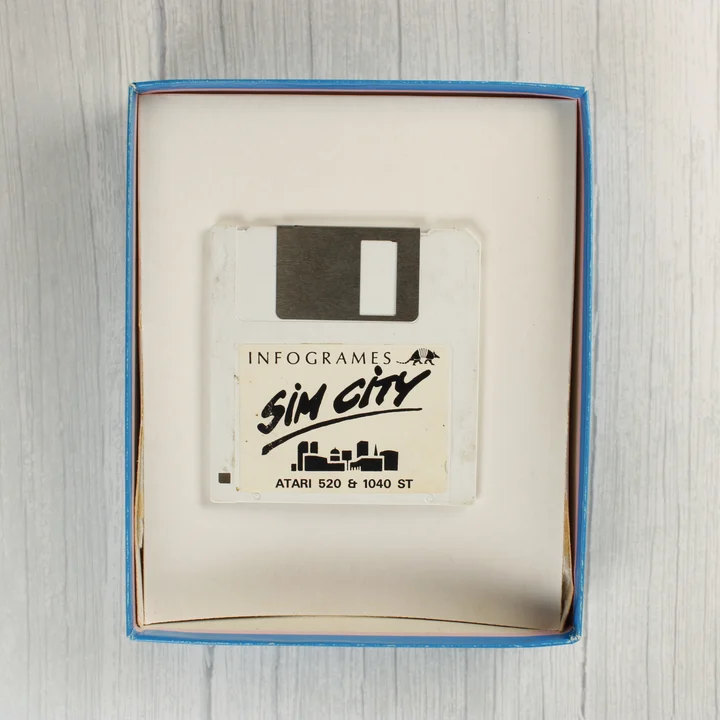 INFOGRAMES
SiM CiTY
ATARI 520 & 1040 ST